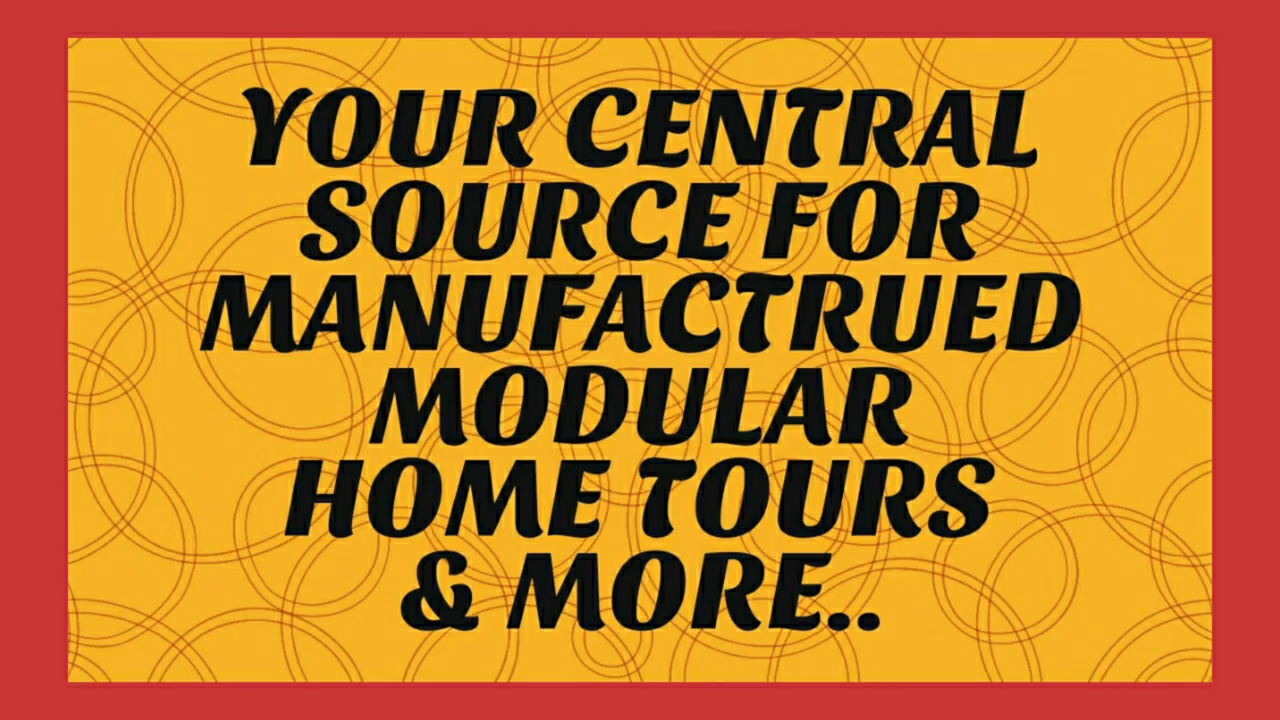 YOUR CENTRAL
SOURCE FOR
MANUFACTRUED
MODULAR
HOME TOURS
& MORE..